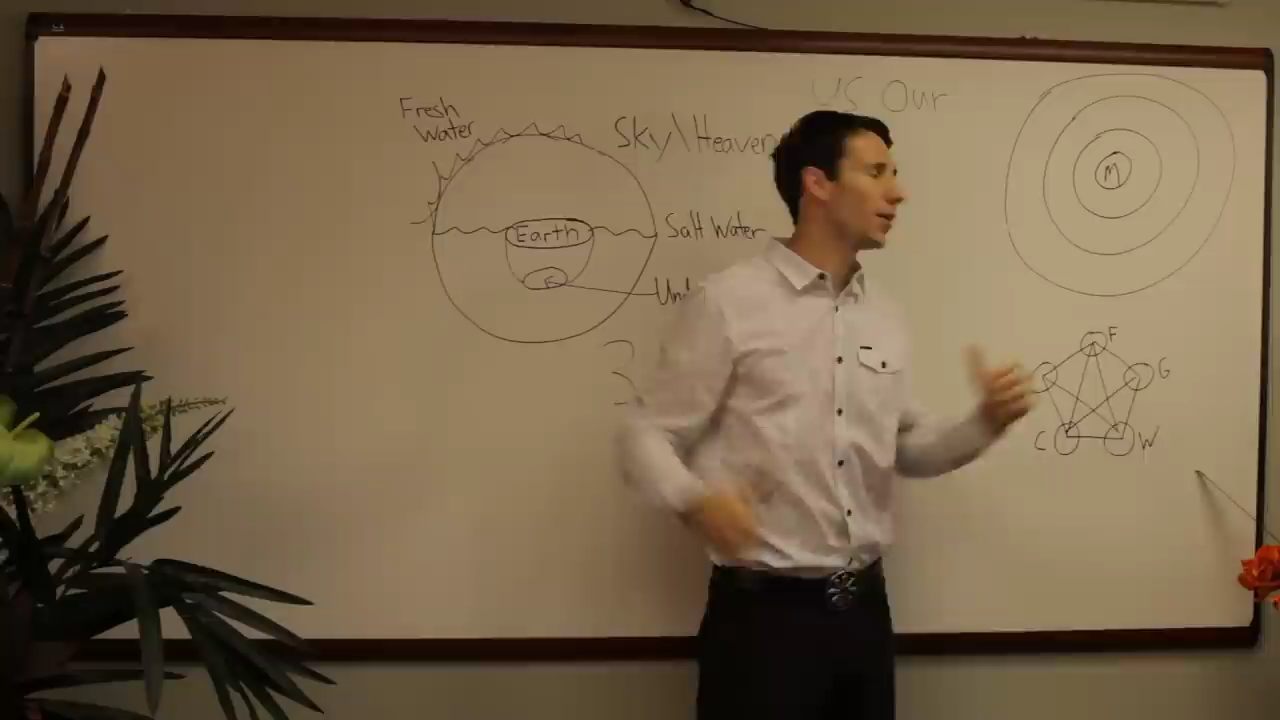 Fresh
Water
Sky\Heaven
US Our
Earth
Salt Water
M
F
G
C
W